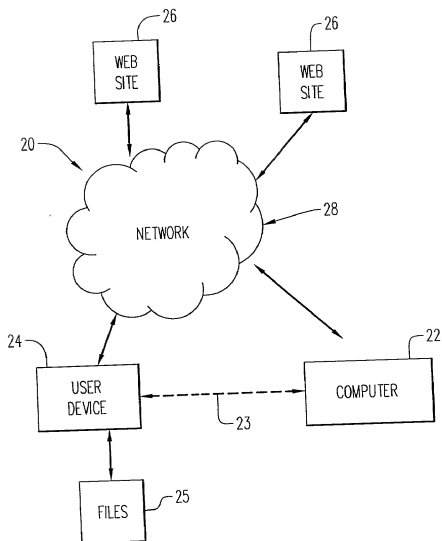 26
26
WEB
SITE
WEB
SITE
20
NETWORK
28
24
22
USER
DEVICE
COMPUTER
23
FILES
25